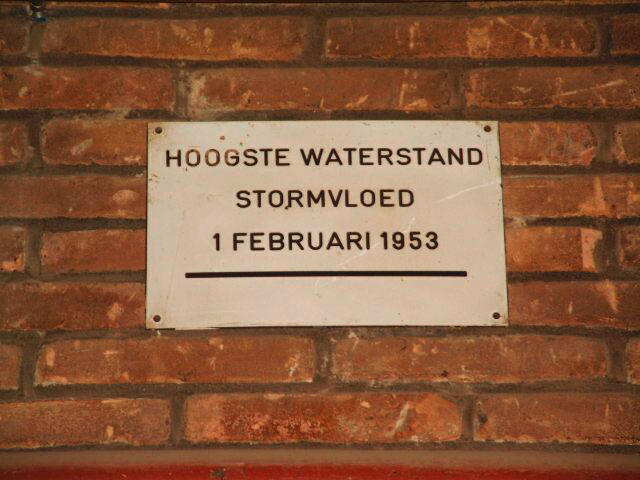 HOOGSTE WATERSTAND
STORMVLOED
1 FEBRUARI 1953